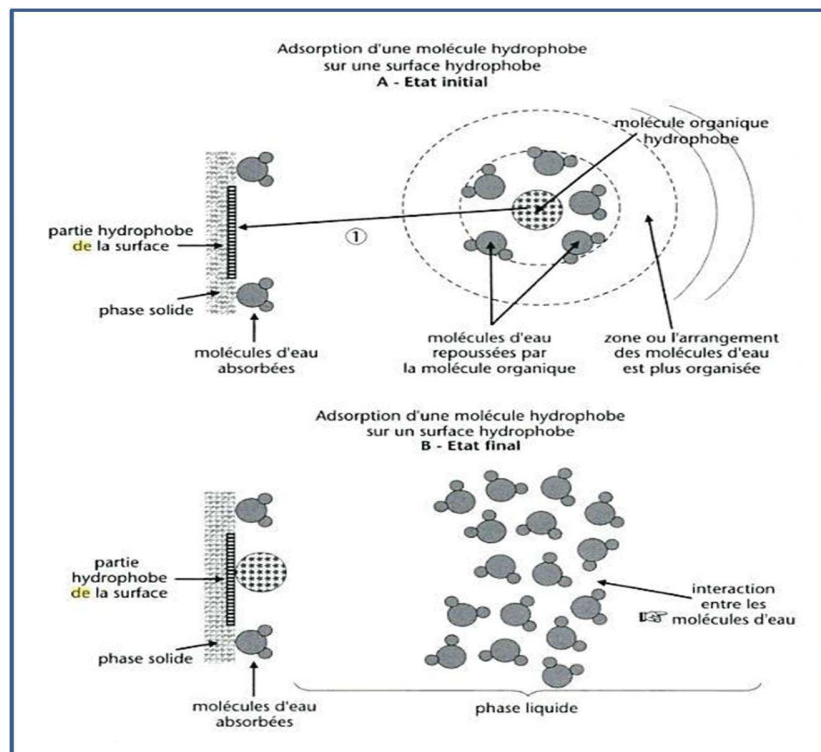 Adsorption d'une molécule hydrophobe
sur une surface hydrophobe
A - Etat initial
molécule organique
hydrophobe
partie hydrophobe
de la surface
①
phase solide
molécules d'eau
absorbées
molécules d'eau
repoussées par
la molécule organique
zone ou l'arrangement
des molécules d'eau
est plus organisée
Adsorption d'une molécule hydrophobe
sur un surface hydrophobe
B - Etat final
partie
hydrophobe
de la surface
interaction
entre les
molécules d'eau
phase solide
molécules d'eau
absorbées
phase liquide